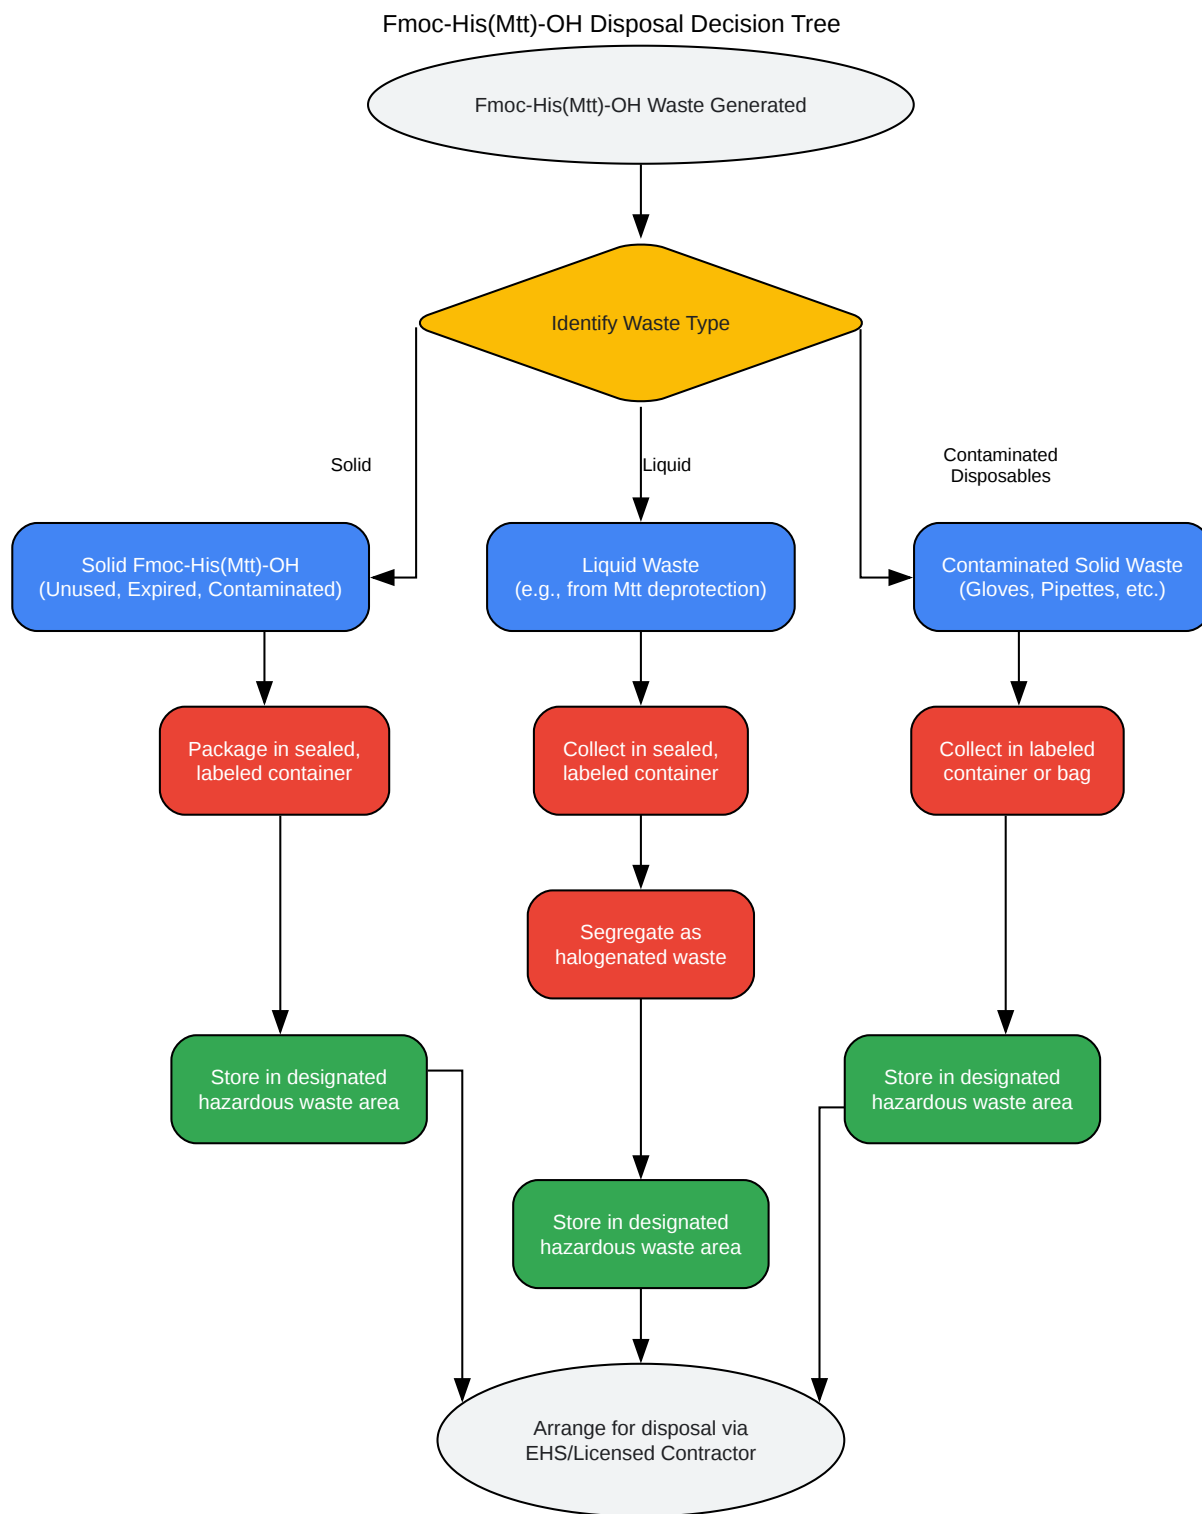 Fmoc-His(Mtt)-OH Disposal Decision Tree
Fmoc-His(Mtt)-OH Waste Generated
Identify Waste Type
Solid
Liquid
Contaminated
Disposables
Solid Fmoc-His(Mtt)-OH
(Unused, Expired, Contaminated)
Liquid Waste
(e.g., from Mtt deprotection)
Contaminated Solid Waste
(Gloves, Pipettes, etc.)
Package in sealed,
labeled container
Collect in sealed,
labeled container
Collect in labeled
container or bag
Segregate as
halogenated waste
Store in designated
hazardous waste area
Store in designated
hazardous waste area
Store in designated
hazardous waste area
Arrange for disposal via
EHS/Licensed Contractor